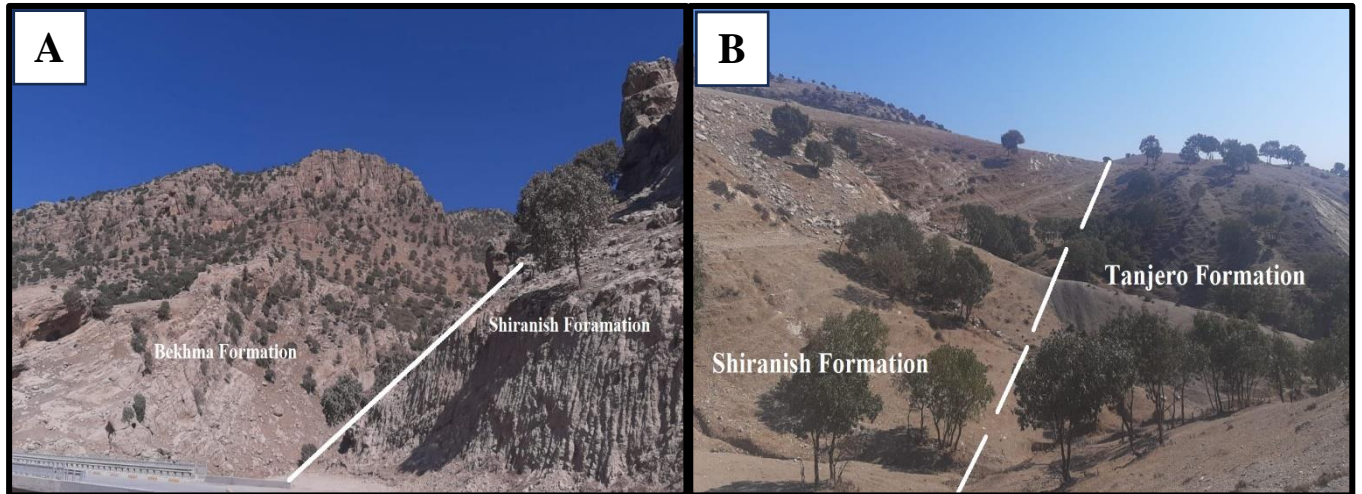 A
Bekhma Formation
Shiranish Foramation
B
Shiranish Formation
Tanjero Formation